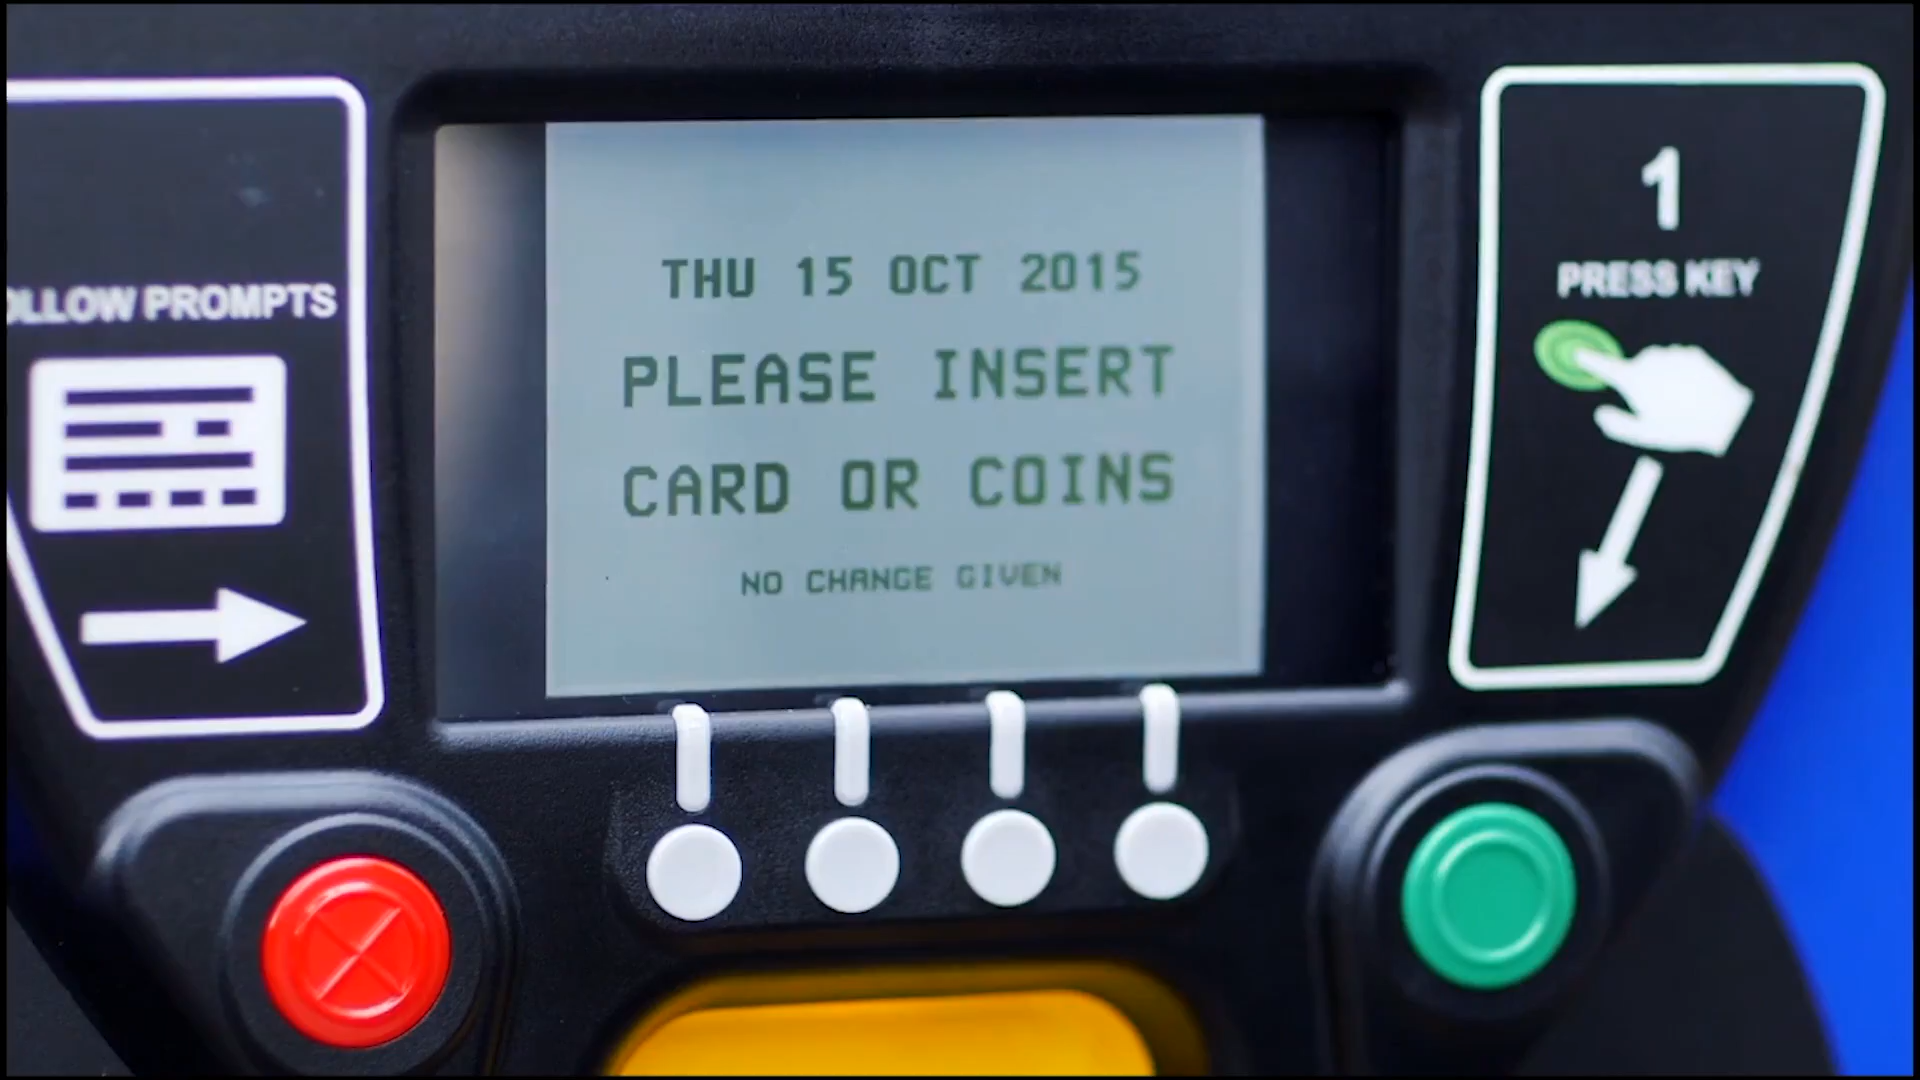 OLLOW PROMPTS
THU 15 OCT 2015
PLEASE INSERT
CARD OR COINS
NO CHANGE GIVEN
1
PRESS KEY